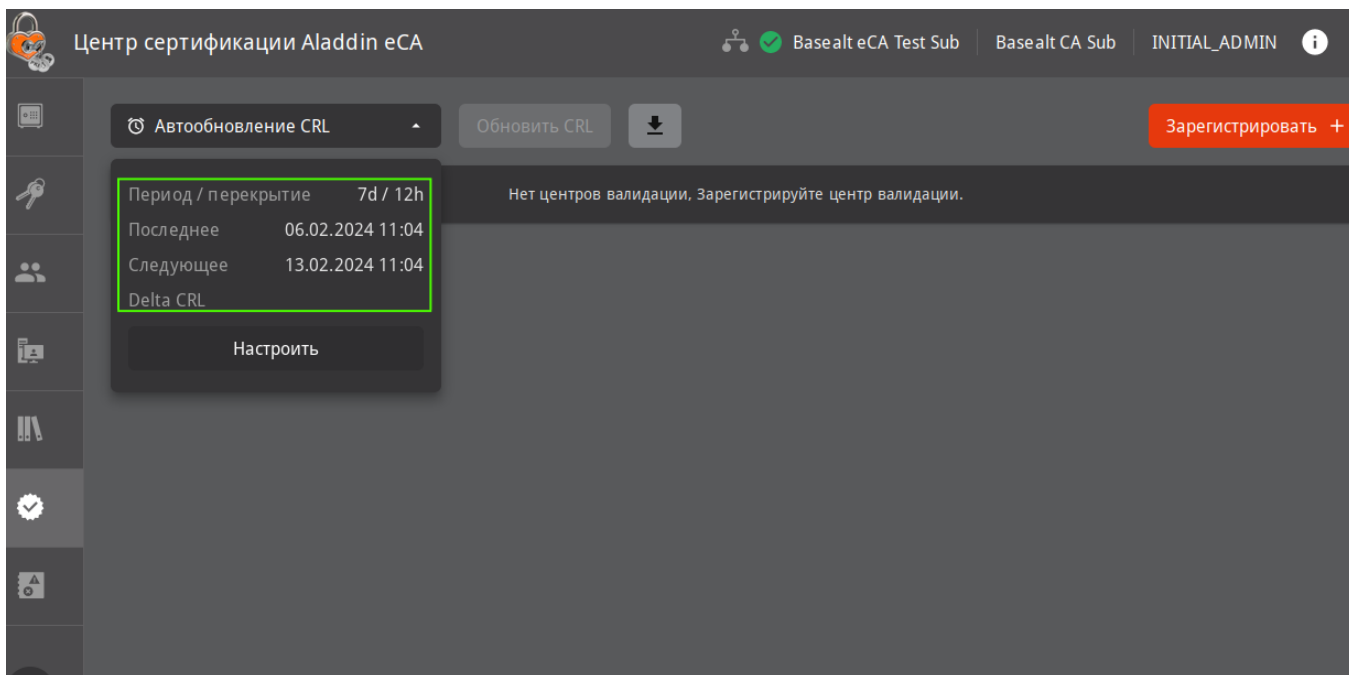 Центр сертификации Aladdin eCA
Basealt eCA Test Sub
Basealt CA Sub
INITIAL_ADMIN
Автообновление CRL
Обновить CRL
Зарегистрировать +
Период / перекрытие 7d / 12h
Нет центров валидации, Зарегистрируйте центр валидации.
Последнее 06.02.2024 11:04
Следующее 13.02.2024 11:04
Delta CRL
Настроить